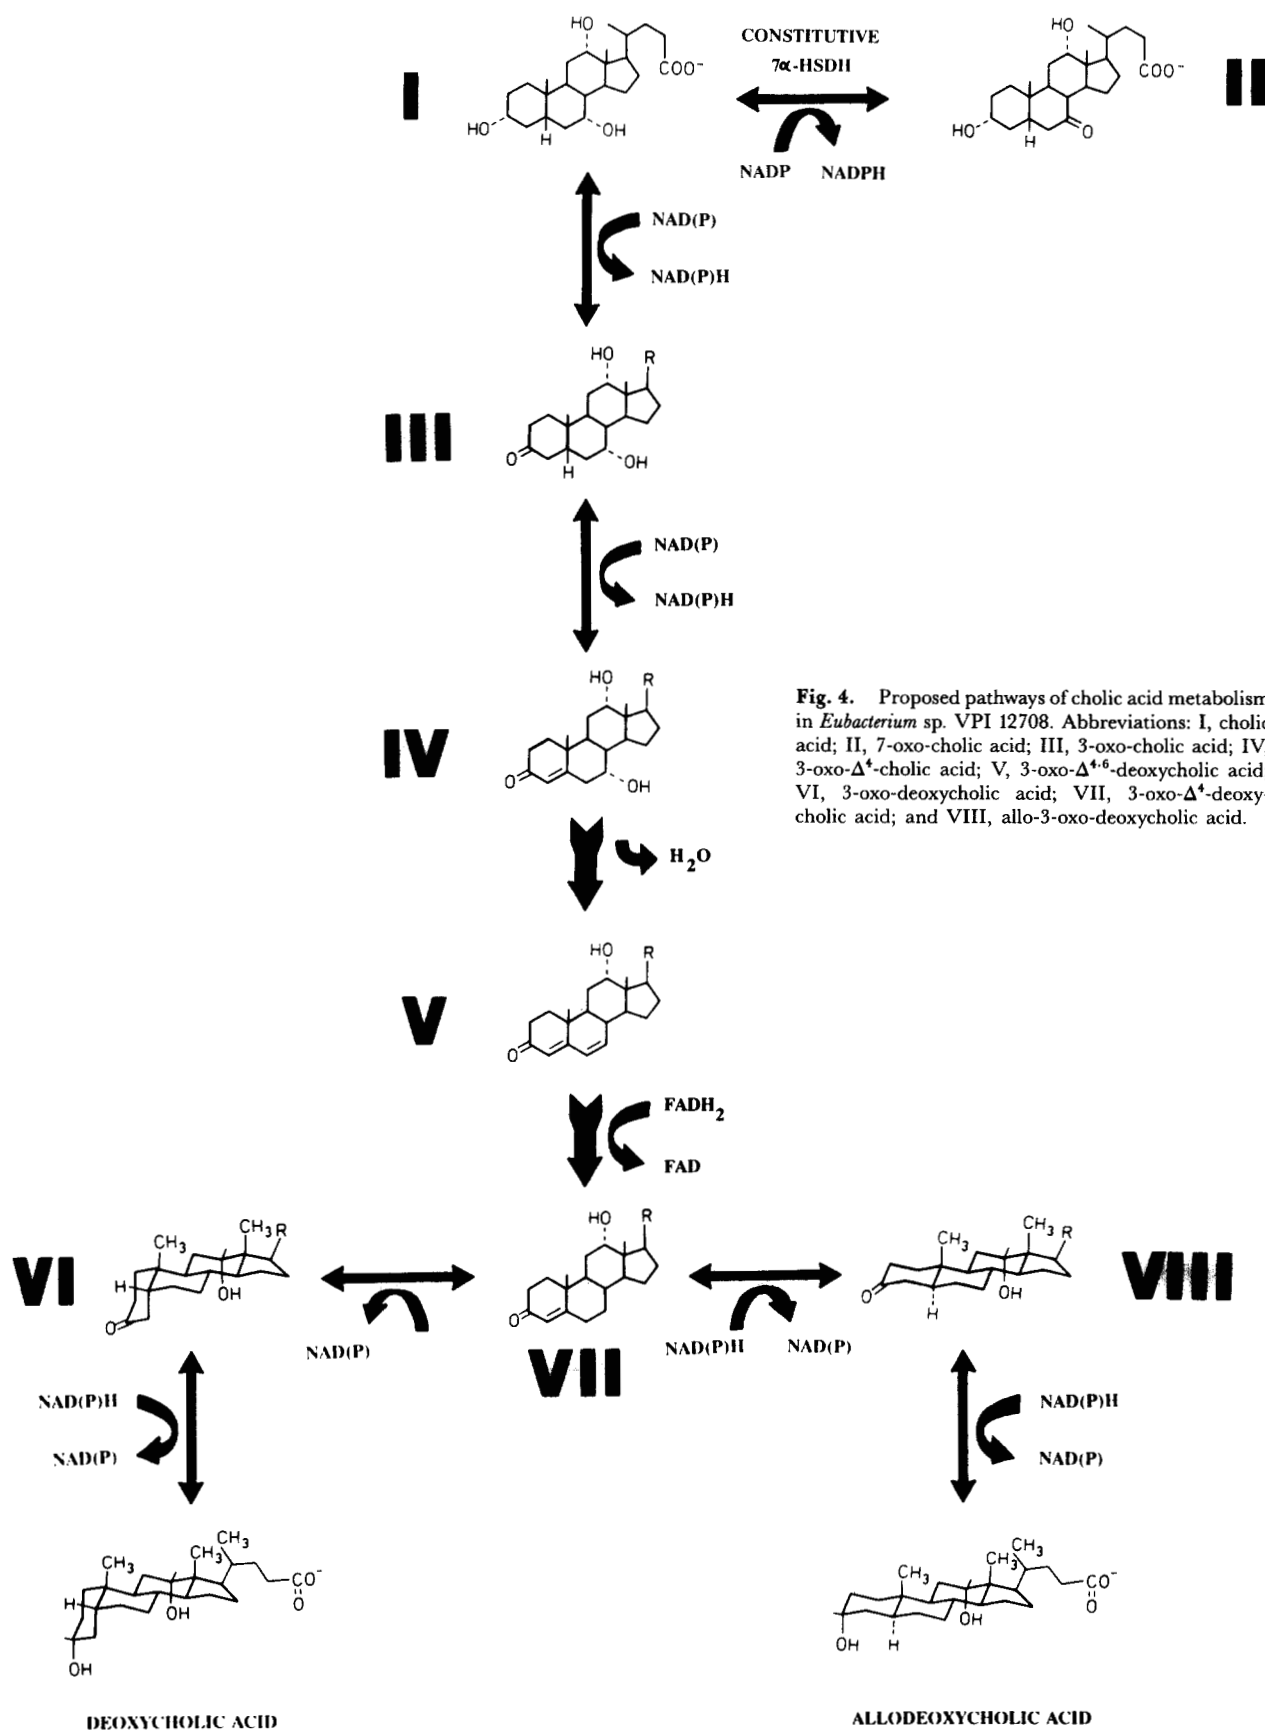 HO
CONSTITUTIVE
7α-HSDH
HO
I
COO⁻
COO⁻
II
HO
H
OH
HO
H
O
NADP NADPH
NAD(P)
NAD(P)H
HO R
III
O
H
OH
NAD(P)
NAD(P)H
HO R
IV
O
OH
Fig. 4. Proposed pathways of cholic acid metabolism
in Eubacterium sp. VPI 12708. Abbreviations: I, cholic
acid; II, 7-oxo-cholic acid; III, 3-oxo-cholic acid; IV,
3-oxo-Δ⁴-cholic acid; V, 3-oxo-Δ⁴·⁶-deoxycholic acid
VI, 3-oxo-deoxycholic acid; VII, 3-oxo-Δ⁴-deoxy-
cholic acid; and VIII, allo-3-oxo-deoxycholic acid.
H₂O
HO R
V
O
FADH₂
FAD
CH₃ R
CH₃
VI
H
OH
O
HO R
O
VII
CH₃ R
CH₃
VIII
O
OH
H
NAD(P)
NAD(P)H NAD(P)
NAD(P)H
NAD(P)
NAD(P)H
NAD(P)
CH₃
CH₃
CH₃
CO⁻
O
H
OH
OH
CH₃
CH₃
CH₃
CO⁻
O
OH
OH H
DEOXYCHOLIC ACID
ALLODEOXYCHOLIC ACID